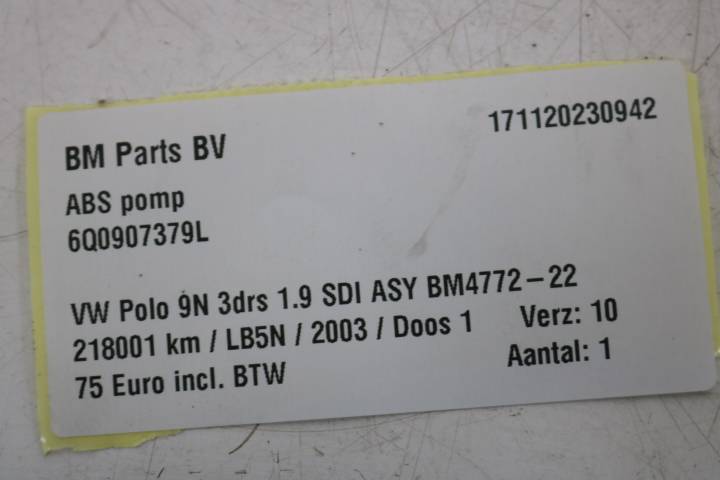 BM Parts BV 171120230942
ABS pomp
6Q0907379L
VW Polo 9N 3drs 1.9 SDI ASY BM4772-22
218001 km / LB5N / 2003 / Doos 1 Verz: 10
75 Euro incl. BTW Aantal: 1